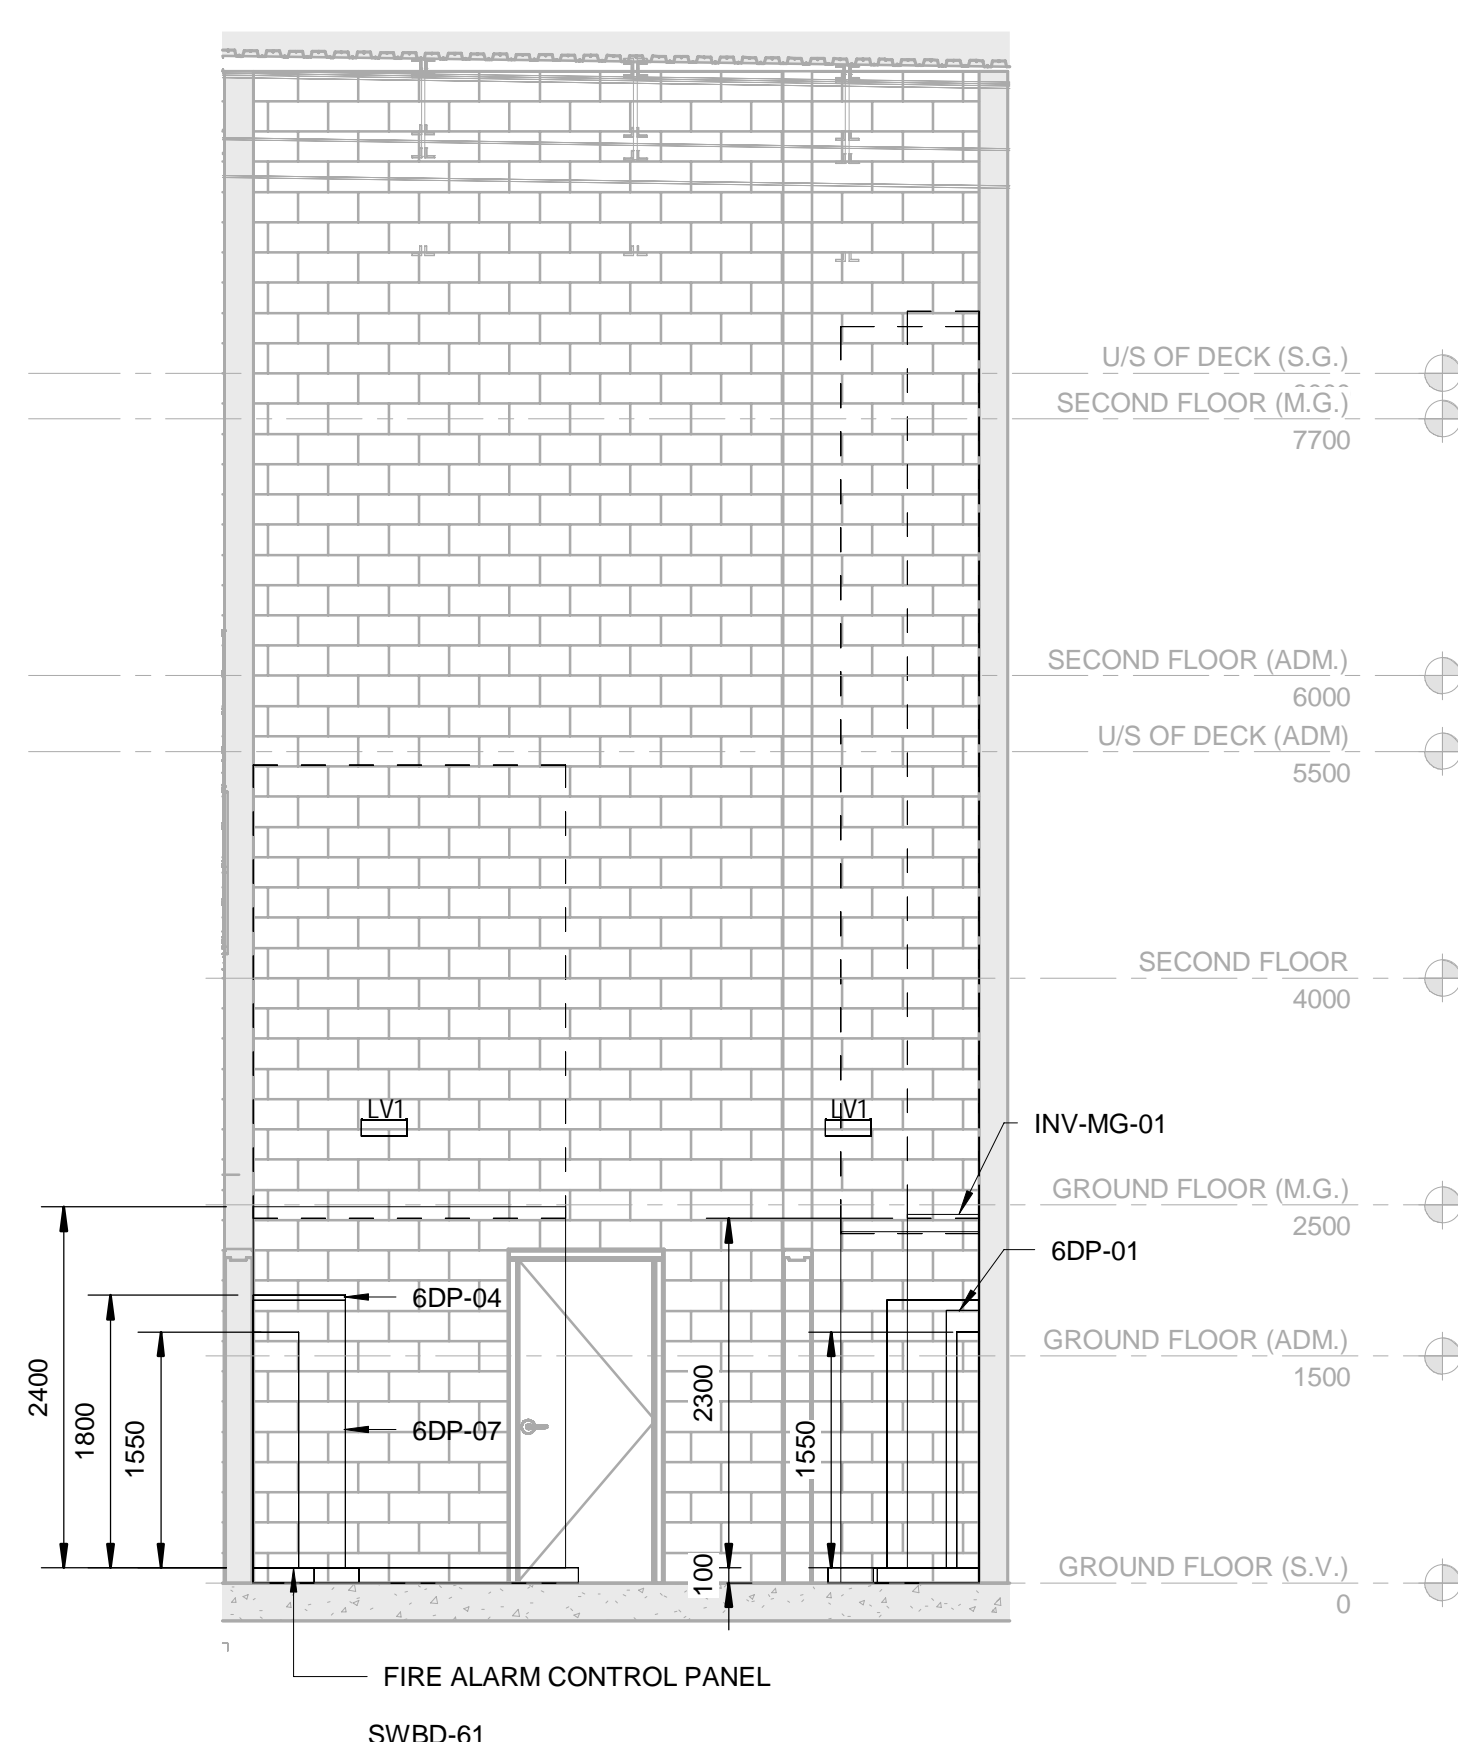 U/S OF DECK (S.G.)
SECOND FLOOR (M.G.)
7700
SECOND FLOOR (ADM.)
6000
U/S OF DECK (ADM)
5500
SECOND FLOOR
4000
LV1
LV1
INV-MG-01
GROUND FLOOR (M.G.)
2500
6DP-01
6DP-04
GROUND FLOOR (ADM.)
1500
2400
1800
1550
6DP-07
2300
1550
100
GROUND FLOOR (S.V.)
0
FIRE ALARM CONTROL PANEL
SWBD-61